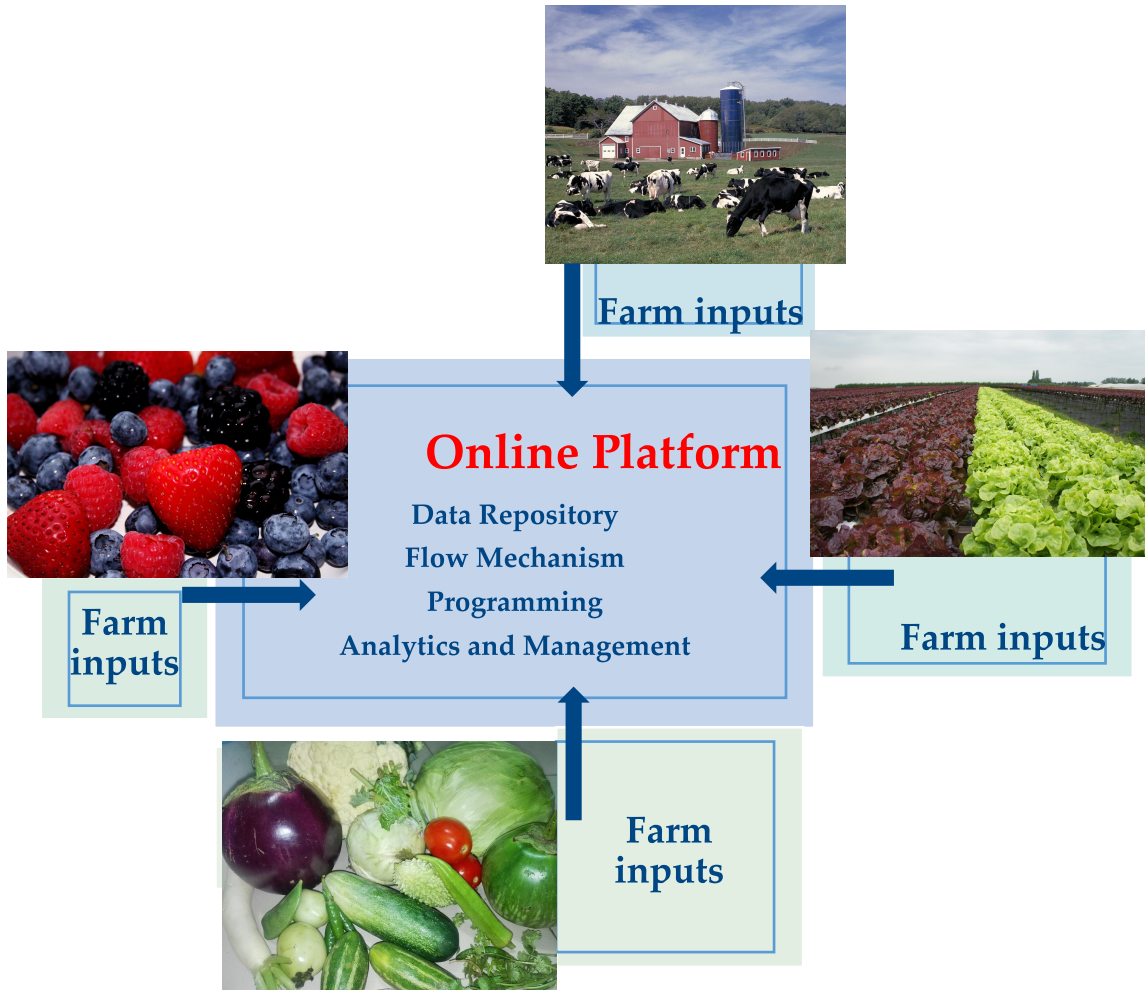 Farm inputs
Online Platform
Data Repository
Flow Mechanism
Programming
Analytics and Management
Farm
inputs
Farm inputs
Farm
inputs